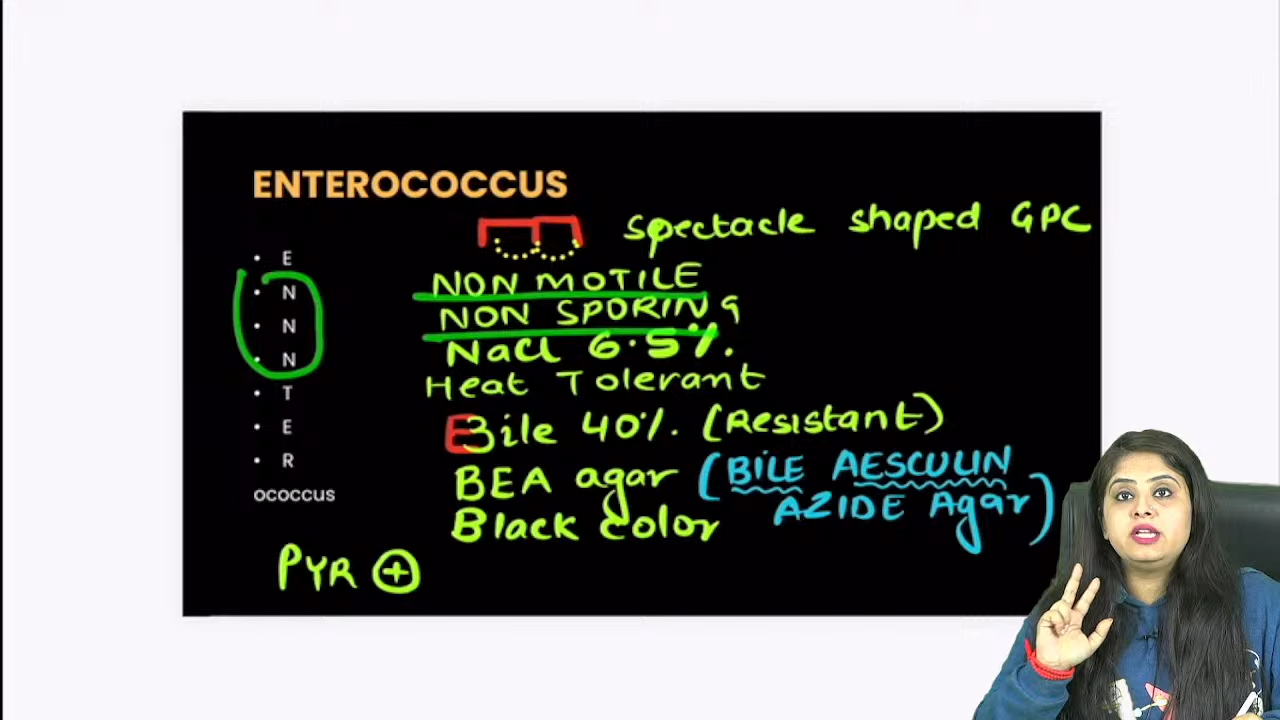 ENTEROCOCCUS
spectacle shaped GPC
• E
• N
• N
• N
• T
• E
• R
ococcus
NON MOTILE
NON SPORING
Nacl 6.5%.
Heat Tolerant
Bile 40%. (Resistant)
BEA agar (BILE AESCULIN
AZIDE Agar)
Black color
PYR +